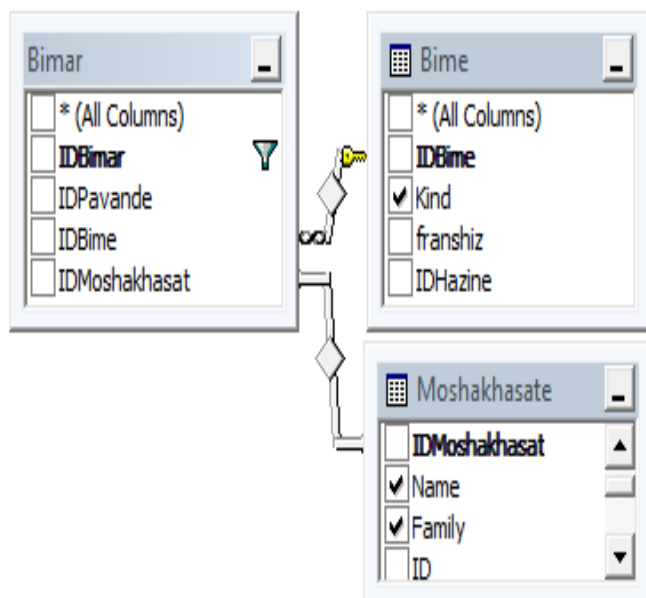 Bimar
* (All Columns)
IDBimar
IDPavande
IDBime
IDMoshakhasat
Bime
* (All Columns)
IDBime
Kind
franshiz
IDHazine
Moshakhasate
IDMoshakhasat
Name
Family
ID